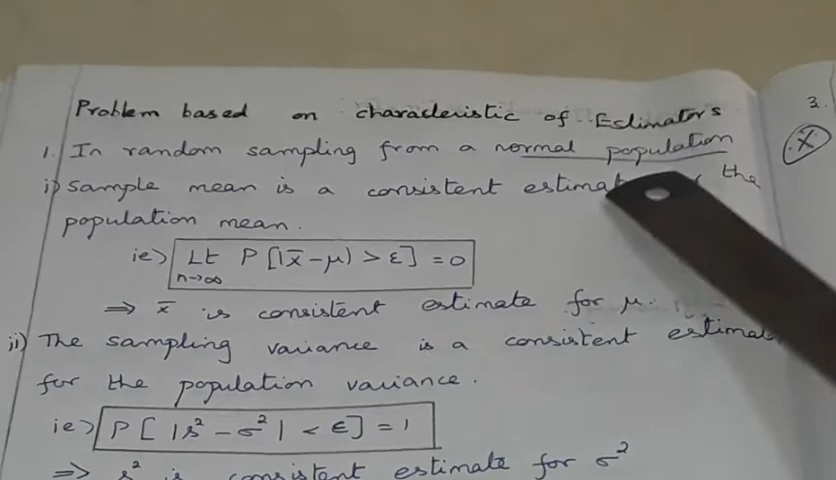 Problem based on characteristic of Estimators
3.
1. In random sampling from a normal population
X
i) Sample mean is a consistent the
population mean.
ie) Lt n→∞ P[|x̄-μ) > ε] = 0
⇒ x̄ is consistent estimate for μ.
ii) The sampling variance is a consistent
for the population variance.
ie) P[ |s² - σ² | < ε] = 1
⇒ s² is consistent estimate for σ²